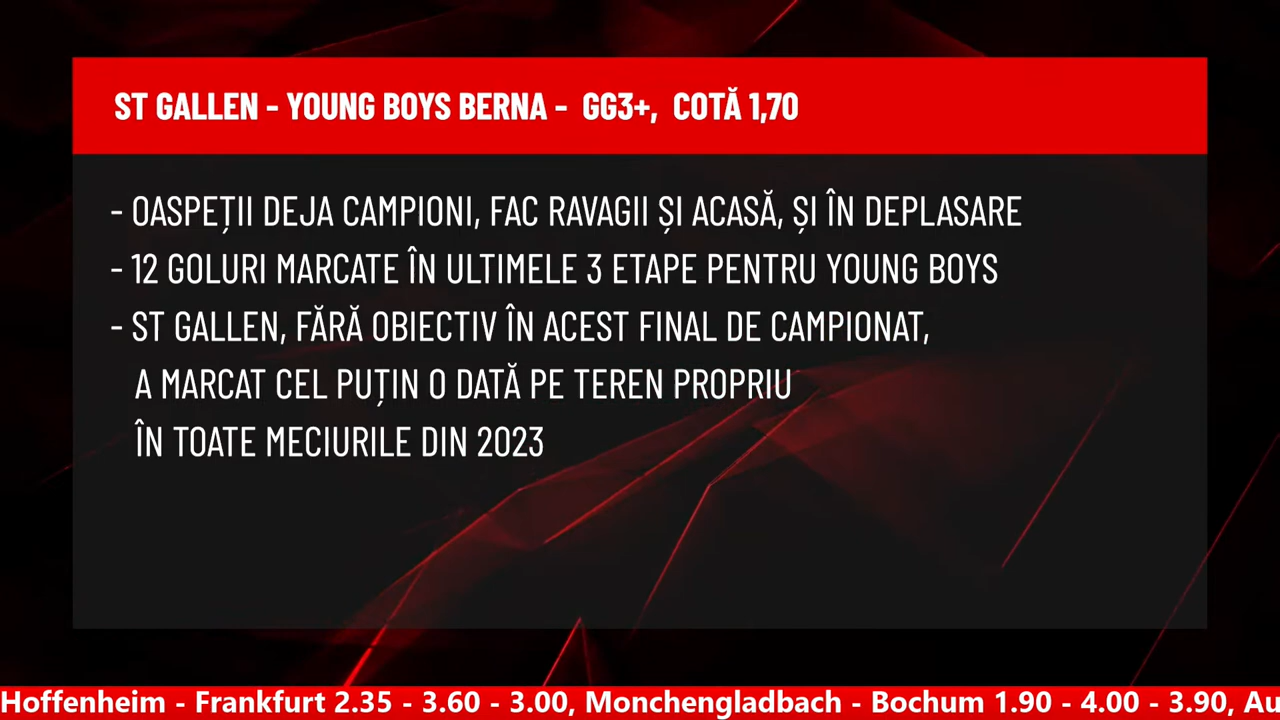 ST GALLEN - YOUNG BOYS BERNA - GG3+, COTĂ 1,70
- OASPEȚII DEJA CAMPIONI, FAC RAVAGII ȘI ACASĂ, ȘI ÎN DEPLASARE
- 12 GOLURI MARCATE ÎN ULTIMELE 3 ETAPE PENTRU YOUNG BOYS
- ST GALLEN, FĂRĂ OBIECTIV ÎN ACEST FINAL DE CAMPIONAT,
A MARCAT CEL PUȚIN O DATĂ PE TEREN PROPRIU
ÎN TOATE MECIURILE DIN 2023
Hoffenheim - Frankfurt 2.35 - 3.60 - 3.00, Monchengladbach - Bochum 1.90 - 4.00 - 3.90, Au